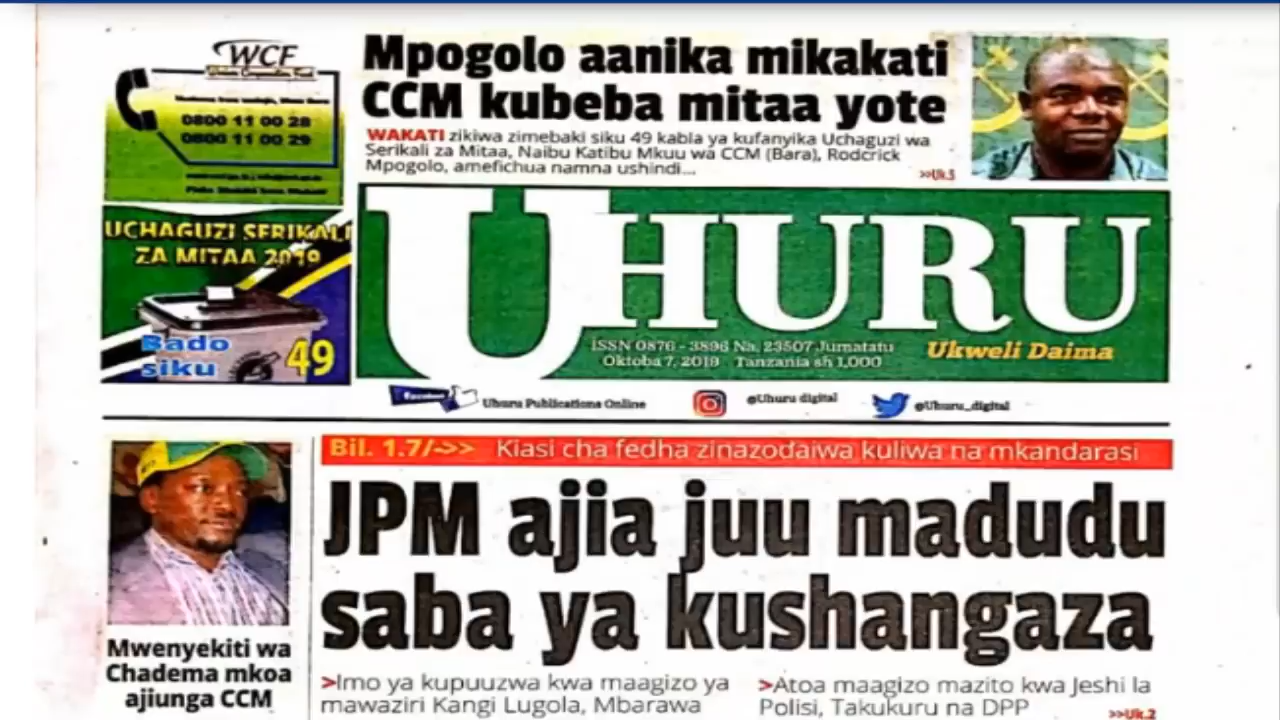 WCF
0800 11 00 28
0800 11 00 29
Mpogolo aanika mikakati
CCM kubeba mitaa yote
WAKATI zikiwa zimebaki siku 49 kabla ya kufanyika Uchaguzi wa
Serikali za Mitaa, Naibu Katibu Mkuu wa CCM (Bara), Rodcrick
Mpogolo, amefichua namna ushindi...
>>Uk.5
UCHAGUZI SERIKALI
ZA MITAA 2019
Bado
siku
49
UHURU
ISSN 0876 - 3896 Na. 23507 Jumatatu
Oktoba 7, 2019 Tanzania sh 1,000
Ukweli Daima
Facebook
Uhuru Publications Online
@Uhuru digital
@Uhuru_digital
Bil. 1.7/->> Kiasi cha fedha zinazodaiwa kuliwa na mkandarasi
JPM ajia juu madudu
saba ya kushangaza
Mwenyekiti wa
Chadema mkoa
ajiunga CCM
>Imo ya kupuuzwa kwa maagizo ya
mawaziri Kangi Lugola, Mbarawa
>Atoa maagizo mazito kwa Jeshi la
Polisi, Takukuru na DPP
>>Uk.2